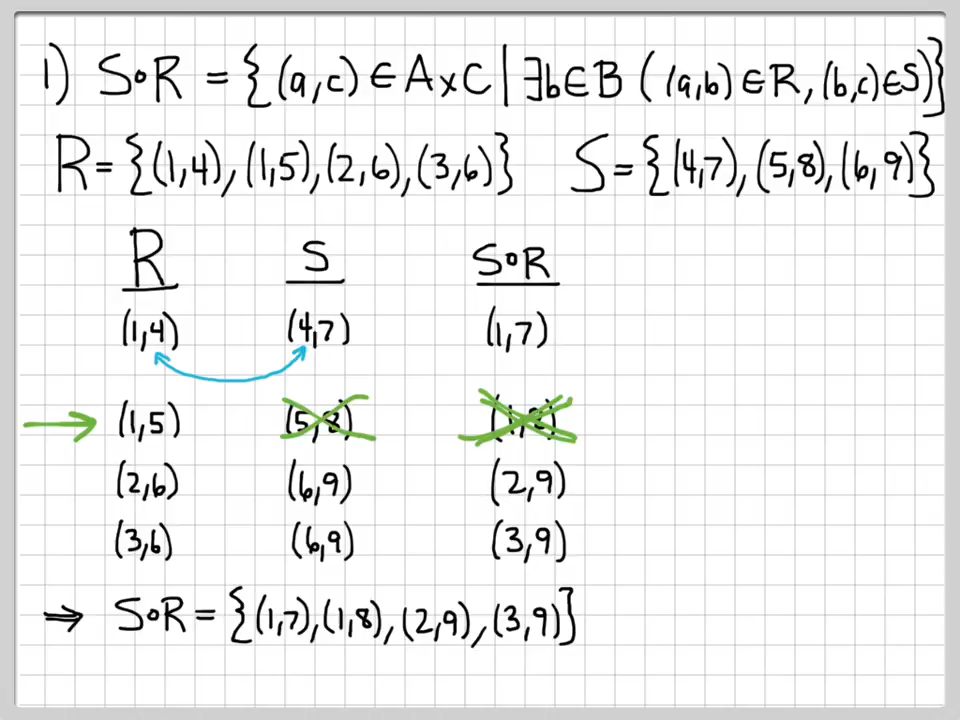 1) S∘R = {(a,c) ∈ A×C | ∃b∈B ((a,b) ∈ R, (b,c) ∈ S)}
R = {(1,4), (1,5), (2,6), (3,6)} S = {(4,7), (5,8), (6,9)}
R S S∘R
(1,4) (4,7) (1,7)
(1,5) (5,8) (1,8)
(2,6) (6,9) (2,9)
(3,6) (6,9) (3,9)
⇒ S∘R = {(1,7), (1,8), (2,9), (3,9)}